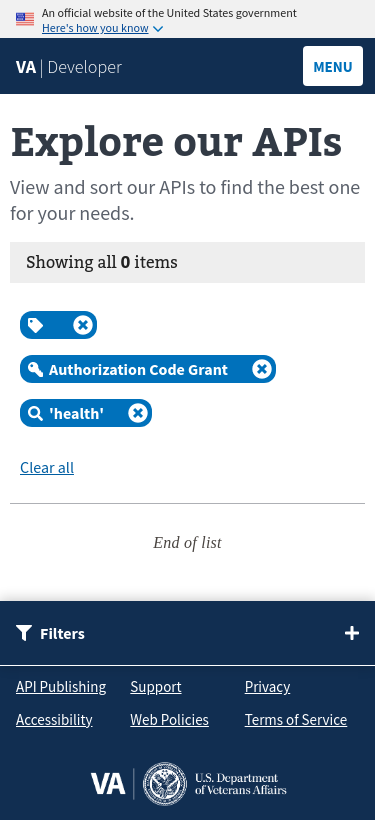 An official website of the United States government
Here's how you know
VA | Developer
MENU
Explore our APIs
View and sort our APIs to find the best one
for your needs.
Showing all 0 items
Authorization Code Grant
'health'
Clear all
End of list
Filters
API Publishing Support Privacy
Accessibility Web Policies Terms of Service
VA
U.S. Department
of Veterans Affairs